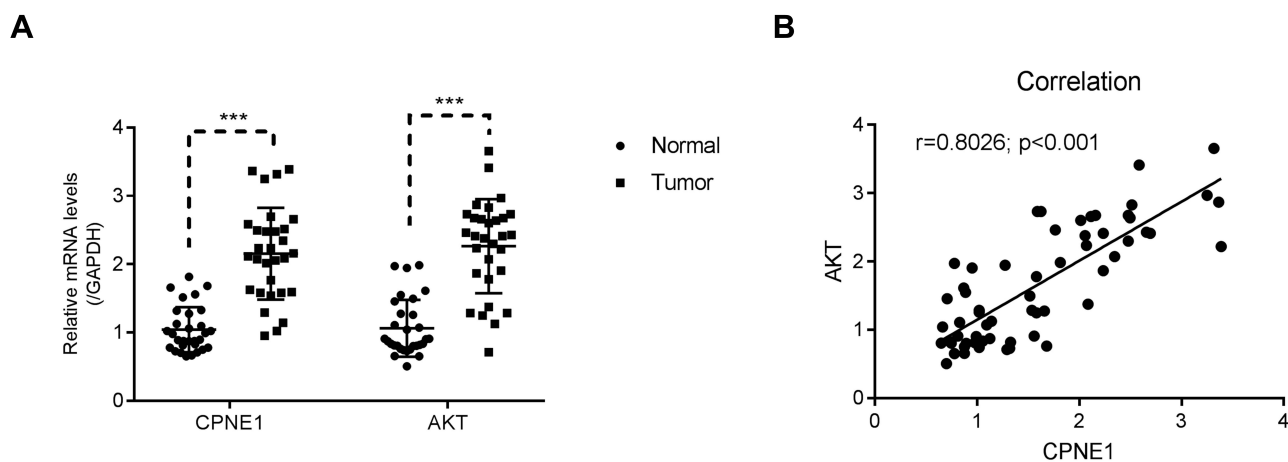 A
Relative mRNA levels
(/GAPDH)
4
3
2
1
0
***
***
CPNE1
AKT
Normal
Tumor
B
Correlation
r=0.8026; p<0.001
AKT
4
3
2
1
0
0 1 2 3 4
CPNE1